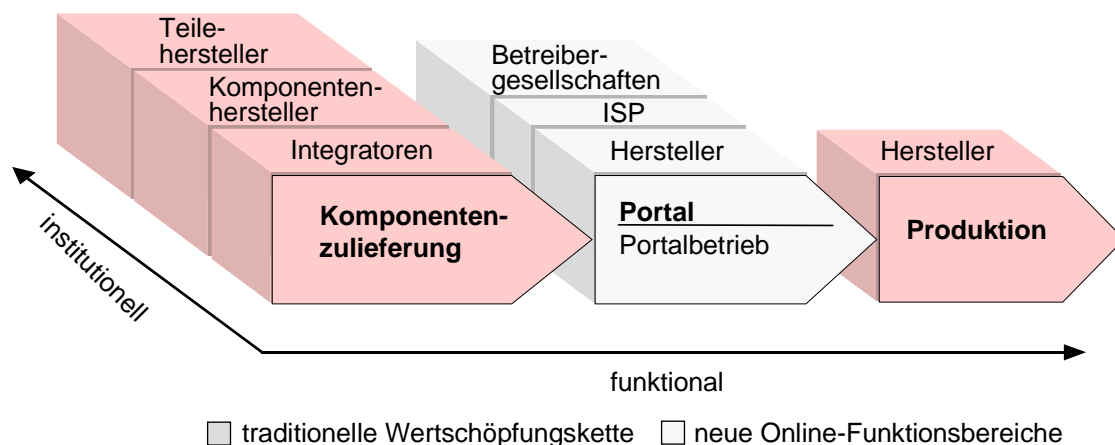 Teile-
hersteller
Komponenten-
hersteller
Integratoren
Komponenten-
zulieferung
Betreiber-
gesellschaften
ISP
Hersteller
Portal
Portalbetrieb
Hersteller
Produktion
institutionell
funktional
traditionelle Wertschöpfungskette
neue Online-Funktionsbereiche